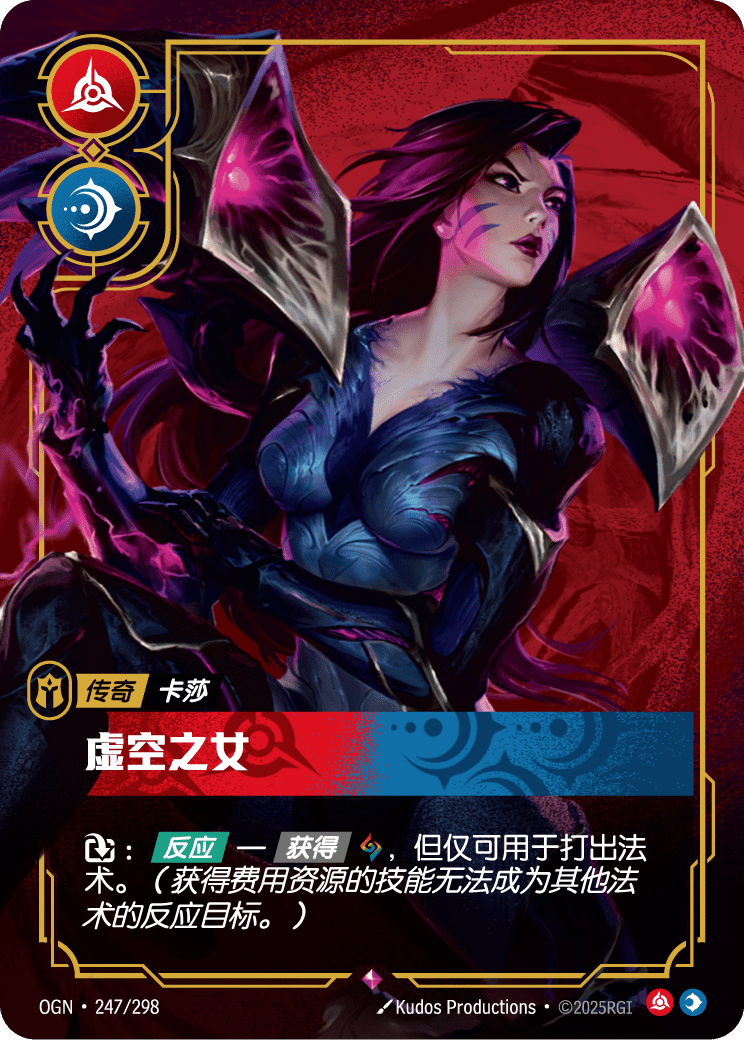 传奇 卡莎
虚空之女
： 反应 — 获得 ，但仅可用于打出法
术。（获得费用资源的技能无法成为其他法
术的反应目标。）
OGN • 247/298 Kudos Productions • ©2025RGI